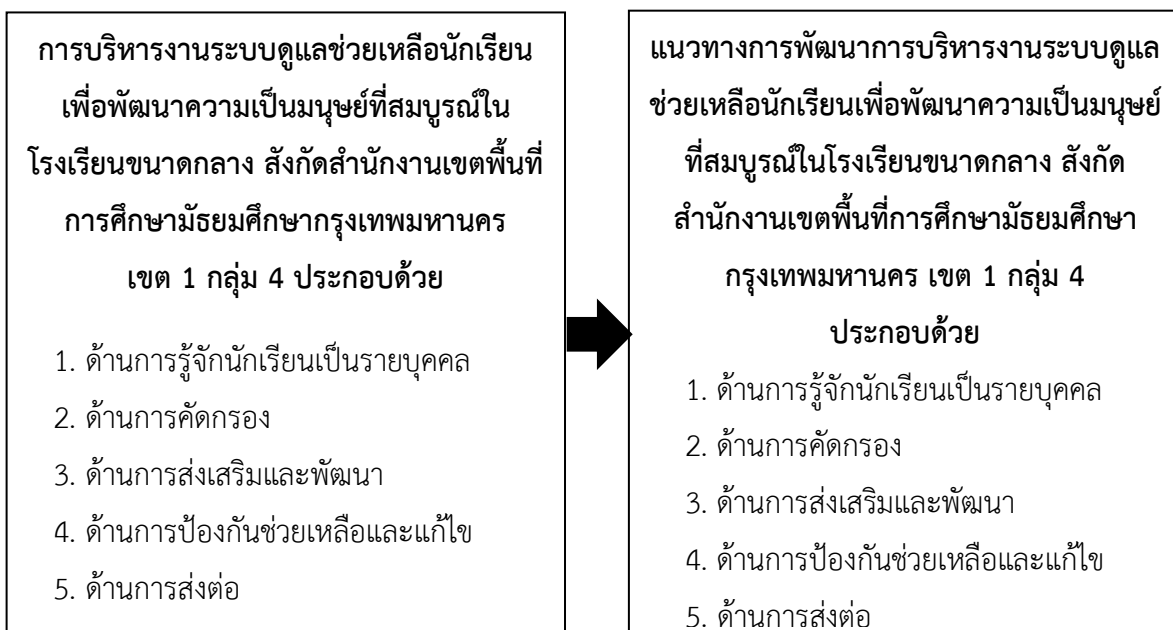 การบริหารงานระบบดูแลช่วยเหลือนักเรียน
เพื่อพัฒนาความเป็นมนุษย์ที่สมบูรณ์ใน
โรงเรียนขนาดกลาง สังกัดสำนักงานเขตพื้นที่
การศึกษามัธยมศึกษากรุงเทพมหานคร
เขต 1 กลุ่ม 4 ประกอบด้วย
1. ด้านการรู้จักนักเรียนเป็นรายบุคคล
2. ด้านการคัดกรอง
3. ด้านการส่งเสริมและพัฒนา
4. ด้านการป้องกันช่วยเหลือและแก้ไข
5. ด้านการส่งต่อ
แนวทางการพัฒนาการบริหารงานระบบดูแล
ช่วยเหลือนักเรียนเพื่อพัฒนาความเป็นมนุษย์
ที่สมบูรณ์ในโรงเรียนขนาดกลาง สังกัด
สำนักงานเขตพื้นที่การศึกษามัธยมศึกษา
กรุงเทพมหานคร เขต 1 กลุ่ม 4
ประกอบด้วย
1. ด้านการรู้จักนักเรียนเป็นรายบุคคล
2. ด้านการคัดกรอง
3. ด้านการส่งเสริมและพัฒนา
4. ด้านการป้องกันช่วยเหลือและแก้ไข
5. ด้านการส่งต่อ